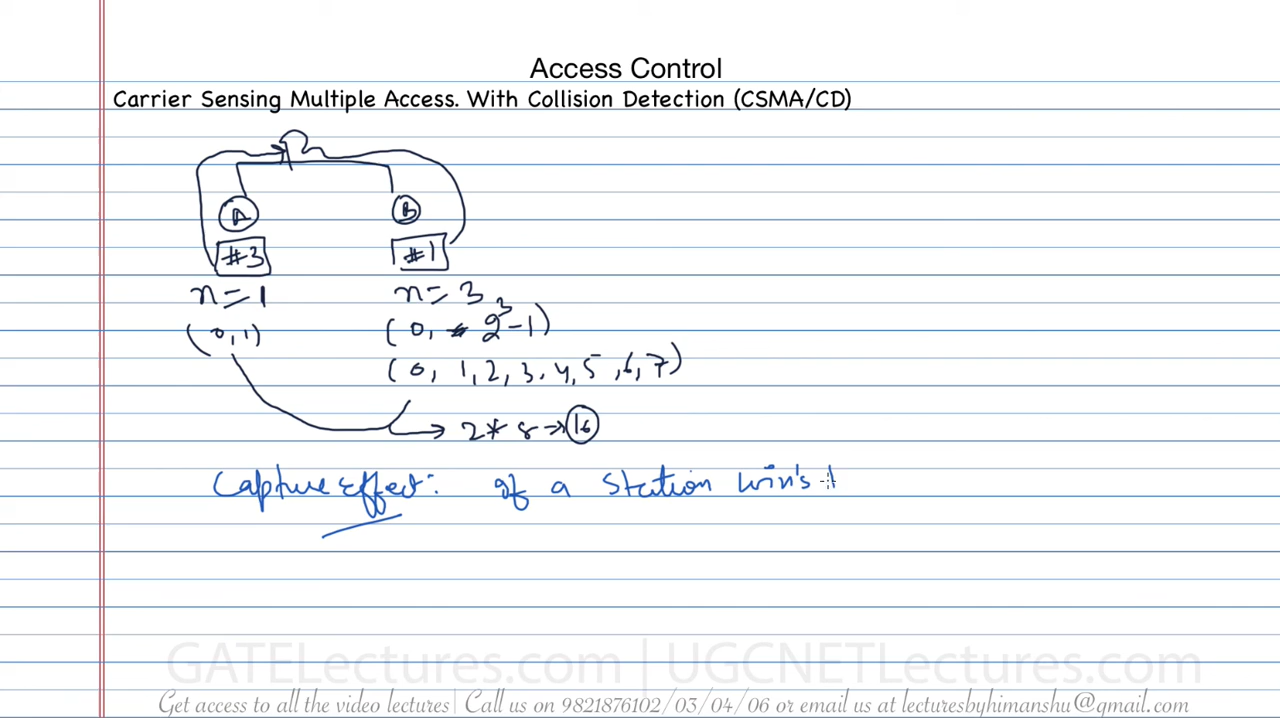 Access Control
Carrier Sensing Multiple Access. With Collision Detection (CSMA/CD)
A B
#3 #1
n=1 n=3
(0,1) (0, 2³-1)
(0, 1, 2, 3, 4, 5, 6, 7)
2* 8 → 16
Capture Effect: if a Station win's
GATELectures.com | UGCNETLectures.com
Get access to all the video lectures | Call us on 9821876102/03/04/06 or email us at lecturesbyhimanshu@gmail.com